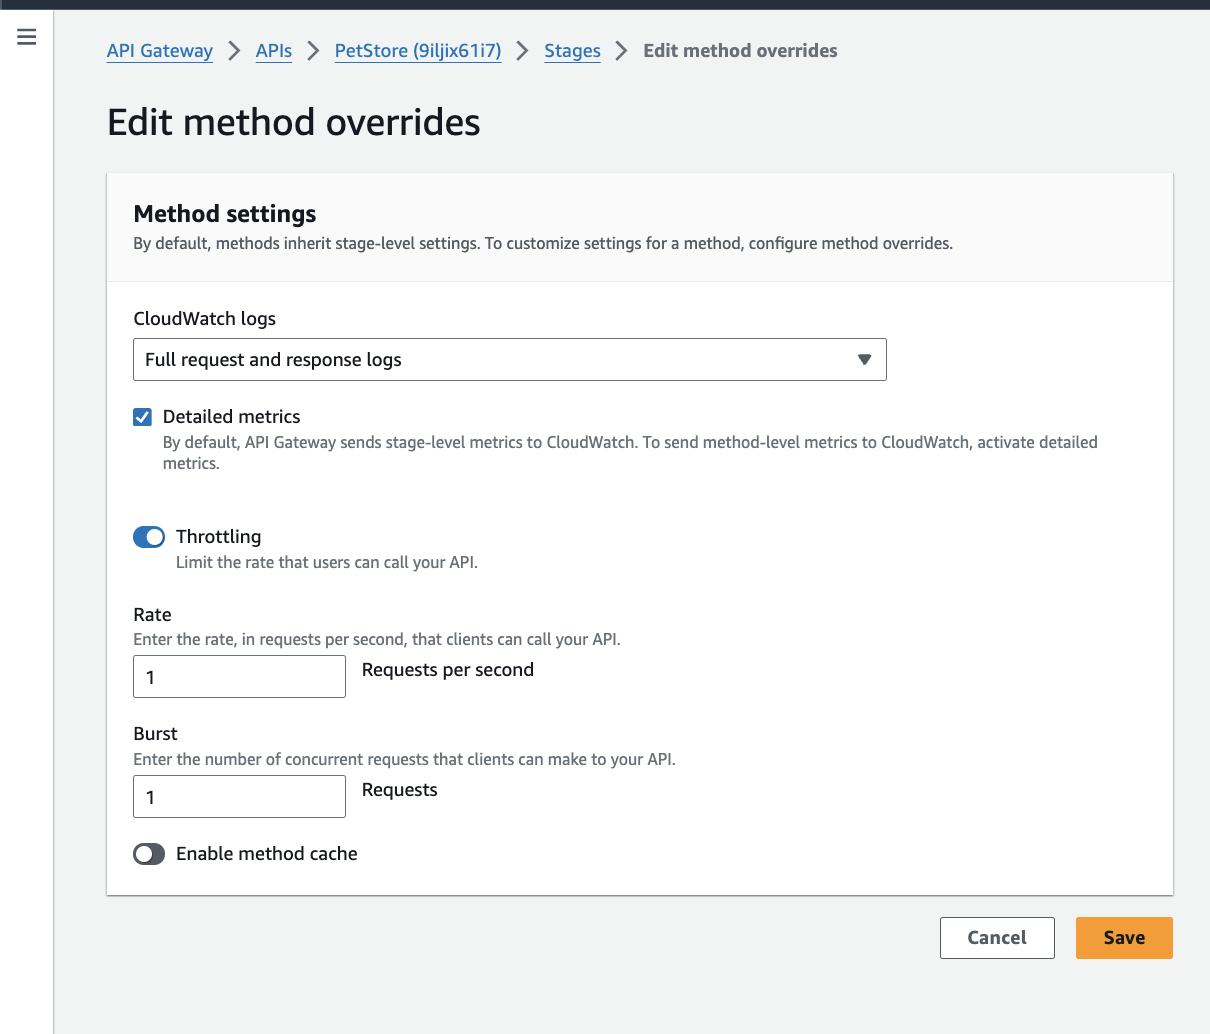 API Gateway > APIs > PetStore (9iljix61i7) > Stages > Edit method overrides
Edit method overrides
Method settings
By default, methods inherit stage-level settings. To customize settings for a method, configure method overrides.
CloudWatch logs
Full request and response logs
Detailed metrics
By default, API Gateway sends stage-level metrics to CloudWatch. To send method-level metrics to CloudWatch, activate detailed
metrics.
Throttling
Limit the rate that users can call your API.
Rate
Enter the rate, in requests per second, that clients can call your API.
1 Requests per second
Burst
Enter the number of concurrent requests that clients can make to your API.
1 Requests
Enable method cache
Cancel Save